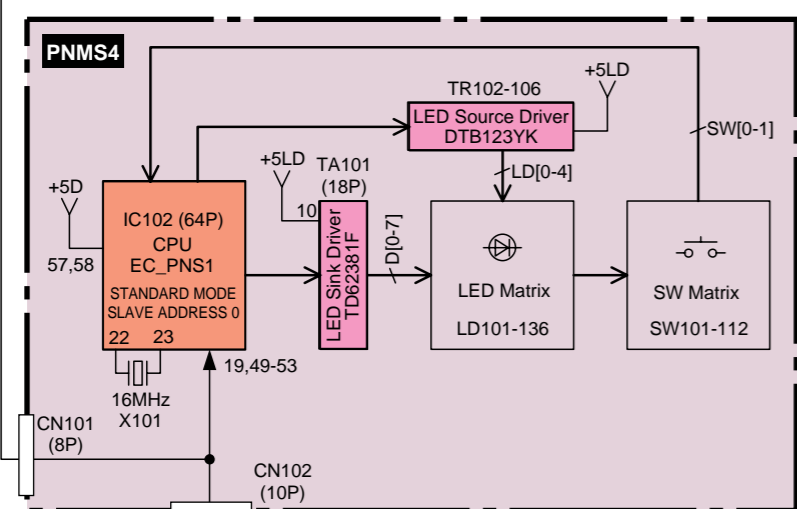 PNMS4
TR102-106
+5LD
LED Source Driver
DTB123YK
SW[0-1]
+5LD
TA101
(18P)
LD[0-4]
+5D
10
IC102 (64P)
CPU
EC_PNS1
STANDARD MODE
SLAVE ADDRESS 0
57,58
LED Sink Driver
TD62381F
D[0-7]
LED Matrix
LD101-136
SW Matrix
SW101-112
22
23
19,49-53
16MHz
X101
CN101
(8P)
CN102
(10P)